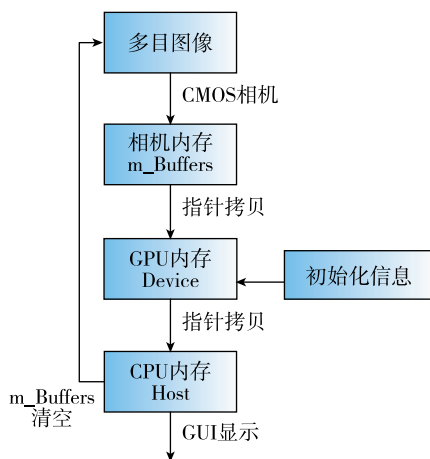 多目图像
CMOS相机
相机内存
m_Buffers
指针拷贝
GPU内存
Device
初始化信息
指针拷贝
CPU内存
Host
m_Buffers
清空
GUI显示